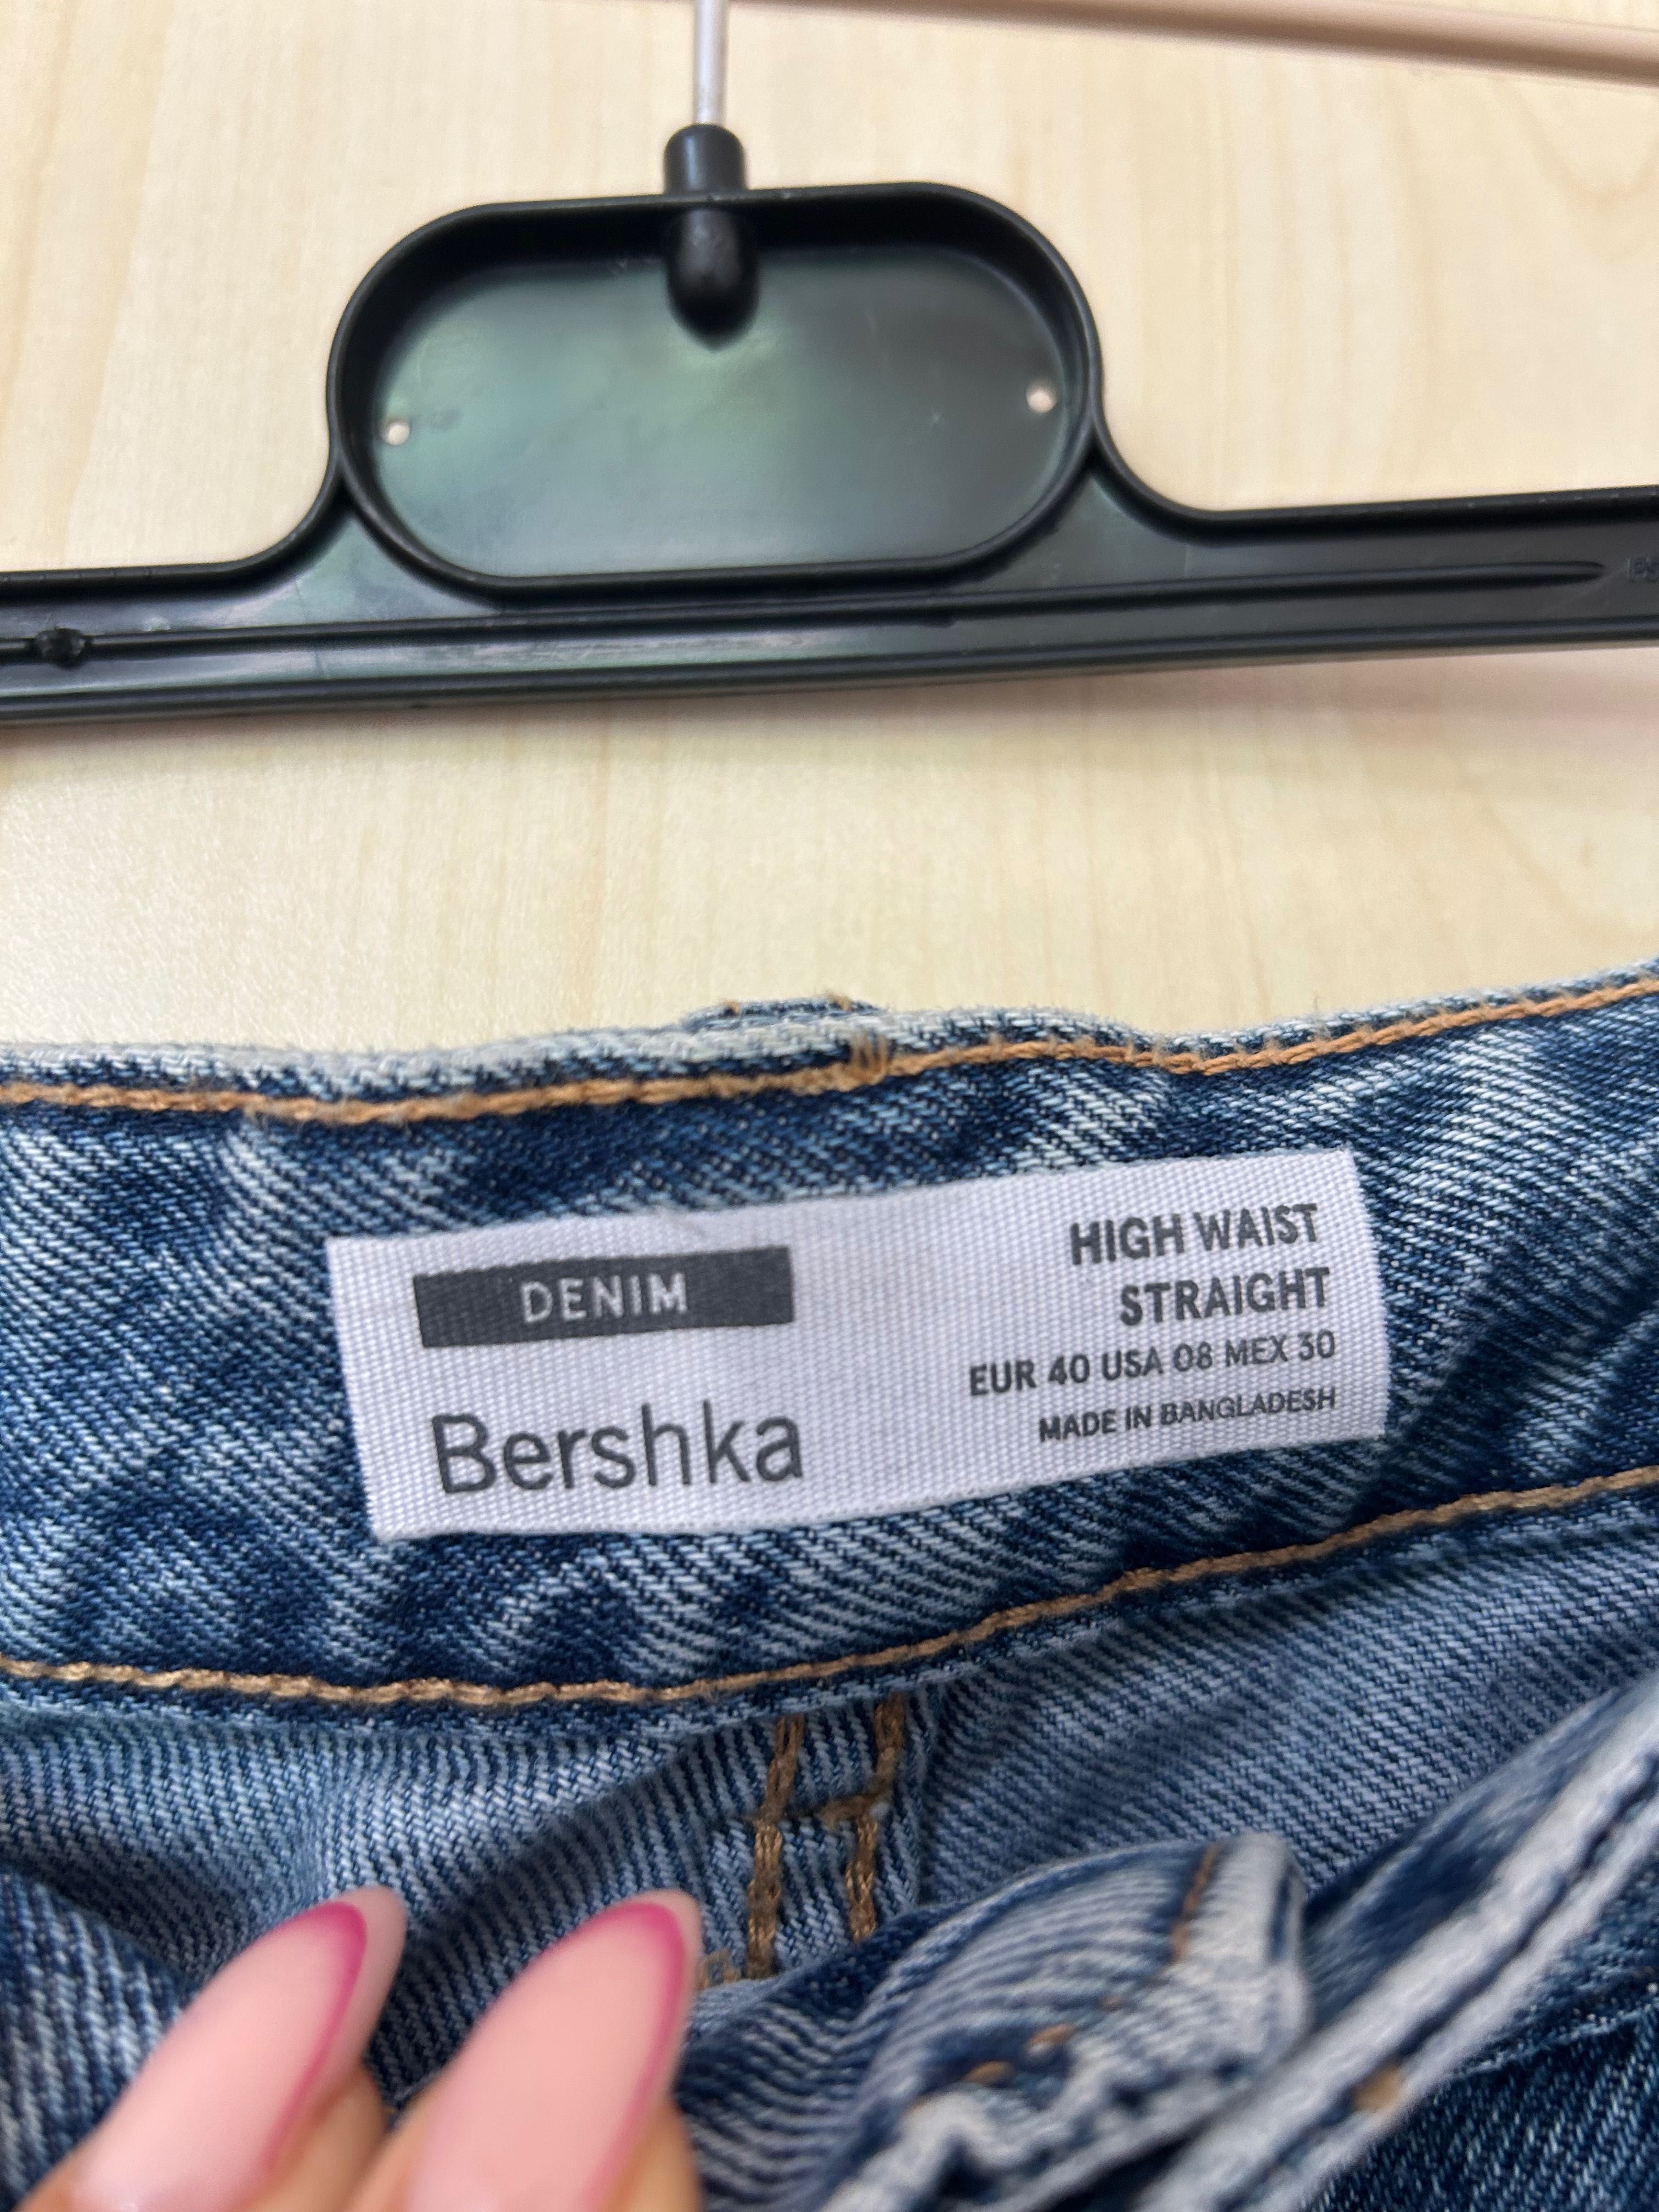 DENIM
Bershka
HIGH WAIST
STRAIGHT
EUR 40 USA 08 MEX 30
MADE IN BANGLADESH